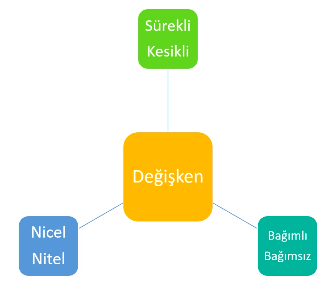 Sürekli
Kesikli
Değişken
Nicel
Nitel
Bağımlı
Bağımsız